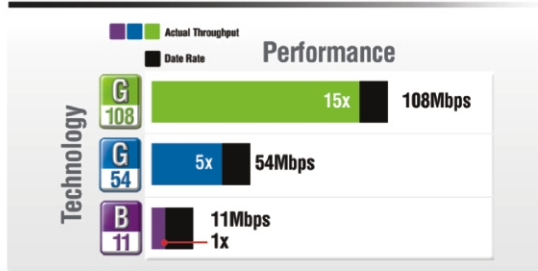 Actual Throughput
Date Rate
Performance
Technology
G
108
15x
108Mbps
G
54
5x
54Mbps
B
11
11Mbps
1x